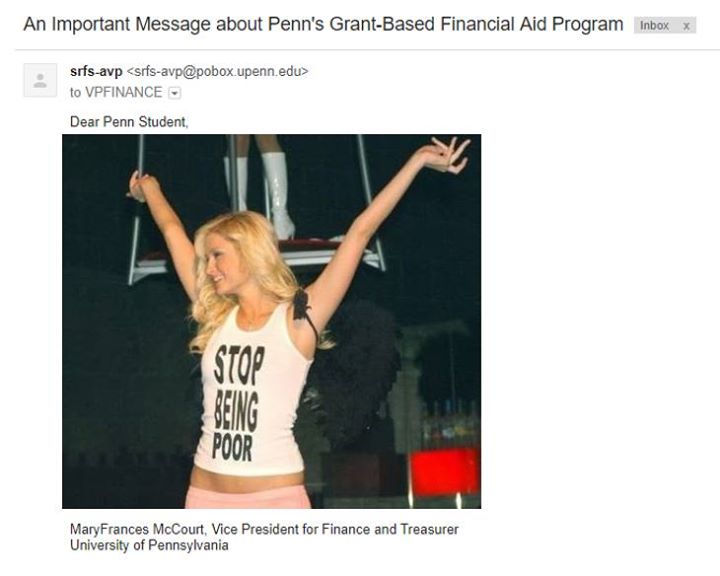 An Important Message about Penn's Grant-Based Financial Aid Program Inbox x
srfs-avp <srfs-avp@pobox.upenn.edu>
to VPFINANCE
Dear Penn Student,
STOP
BEING
POOR
MaryFrances McCourt, Vice President for Finance and Treasurer
University of Pennsylvania